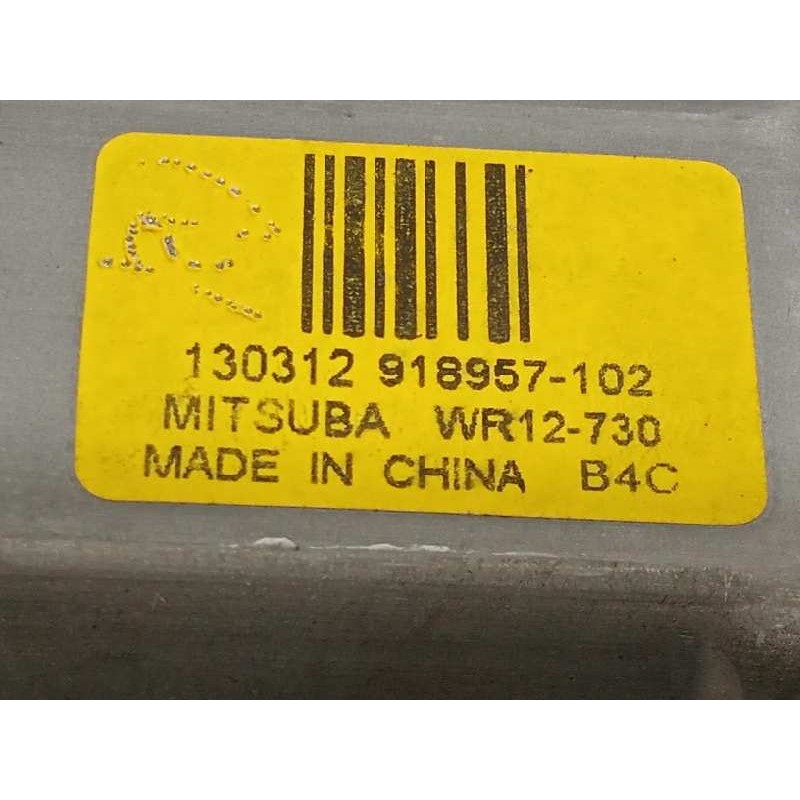 130312 918957-102
MITSUBA WR12-730
MADE IN CHINA B4C